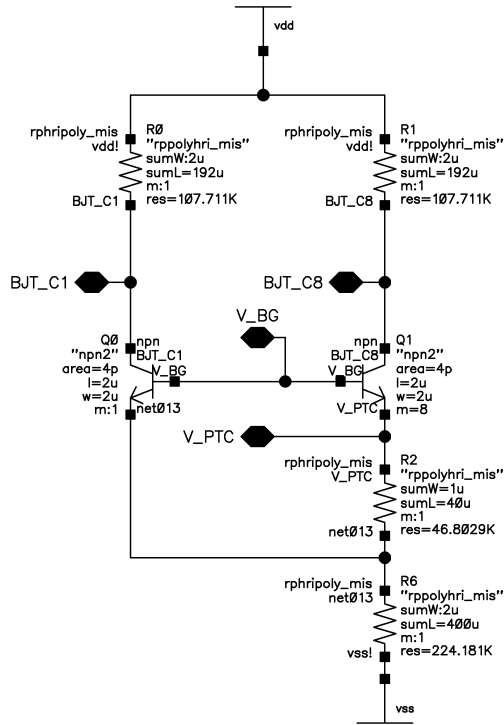 vdd
rphripoly_mis
vdd!
R0
"rppolyhri_mis"
sumW:2u
sumL=192u
m:1
res=107.711K
BJT_C1
rphripoly_mis
vdd!
R1
"rppolyhri_mis"
sumW:2u
sumL=192u
m:1
res=107.711K
BJT_C8
BJT_C1
BJT_C8
V_BG
Q0
"npn2"
area=4p
l=2u
w=2u
m:1
npn
BJT_C1
V_BG
net013
npn
BJT_C8
V_BG
V_PTC
Q1
"npn2"
area=4p
l=2u
w=2u
m=8
V_PTC
rphripoly_mis
V_PTC
R2
"rppolyhri_mis"
sumW=1u
sumL=40u
m:1
res=46.8029K
net013
rphripoly_mis
net013
R6
"rppolyhri_mis"
sumW:2u
sumL=400u
m:1
res=224.181K
vss!
vss